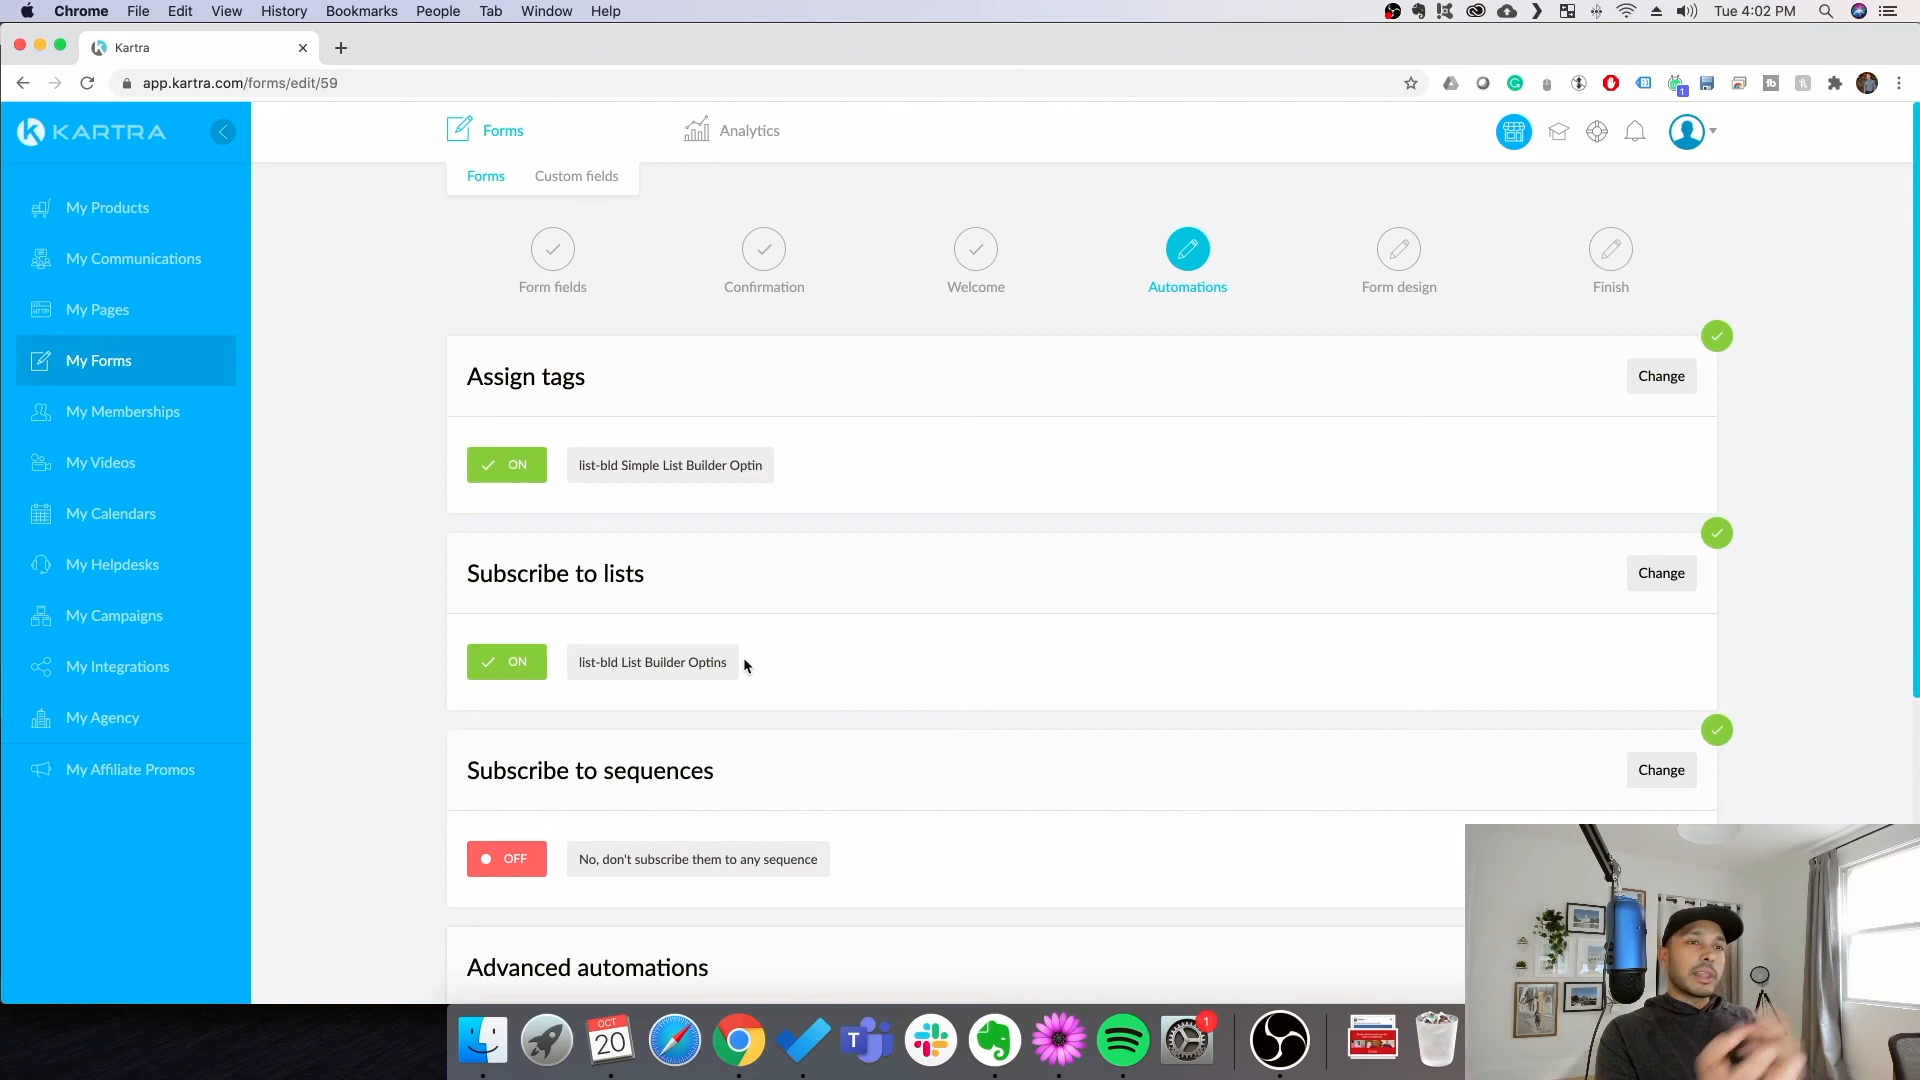 Chrome File Edit View History Bookmarks People Tab Window Help
Tue 4:02 PM
Kartra
app.kartra.com/forms/edit/59
1
KARTRA
Forms
Analytics
Forms
Custom fields
My Products
My Communications
My Pages
My Forms
My Memberships
My Videos
My Calendars
My Helpdesks
My Campaigns
My Integrations
My Agency
My Affiliate Promos
Form fields
Confirmation
Welcome
Automations
Form design
Finish
Assign tags
Change
ON
list-bld Simple List Builder Optin
Subscribe to lists
Change
ON
list-bld List Builder Optins
Subscribe to sequences
Change
OFF
No, don't subscribe them to any sequence
Advanced automations
OCT
20
T
1